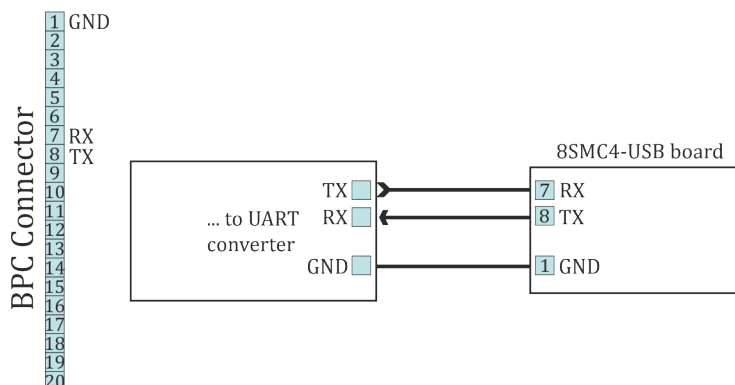 1 GND
2
3
4
5
6
7 RX
8 TX
9
10
11
12
13
14
15
16
17
18
19
20
BPC Connector
... to UART
converter
TX
RX
GND
8SMC4-USB board
7 RX
8 TX
1 GND